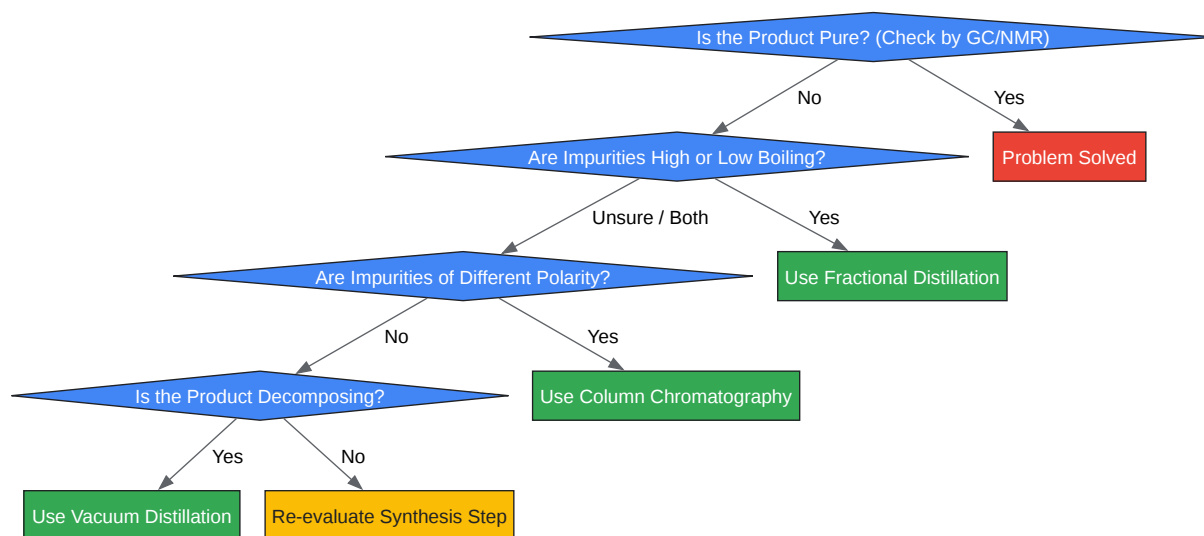 Is the Product Pure? (Check by GC/NMR)
No
Yes
Are Impurities High or Low Boiling?
Problem Solved
Unsure / Both
Yes
Are Impurities of Different Polarity?
Use Fractional Distillation
No
Yes
Is the Product Decomposing?
Use Column Chromatography
Yes
No
Use Vacuum Distillation
Re-evaluate Synthesis Step